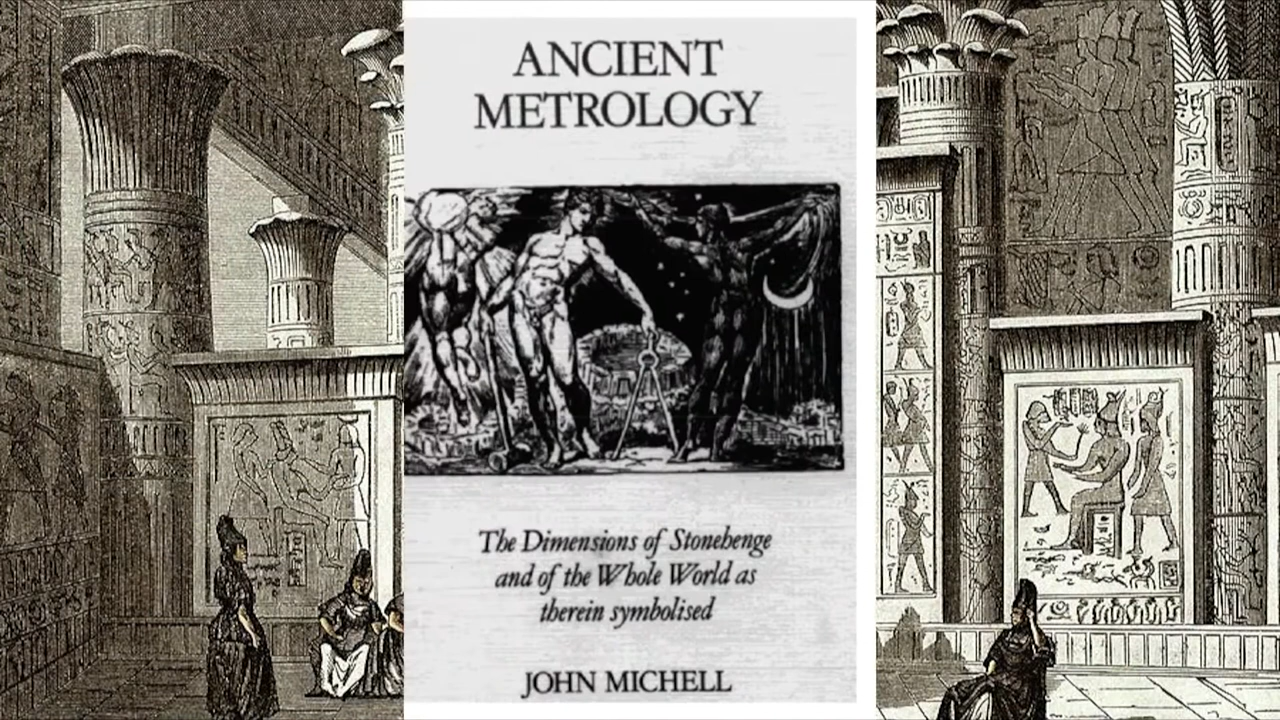 ANCIENT
METROLOGY
The Dimensions of Stonehenge
and of the Whole World as
therein symbolised
JOHN MICHELL